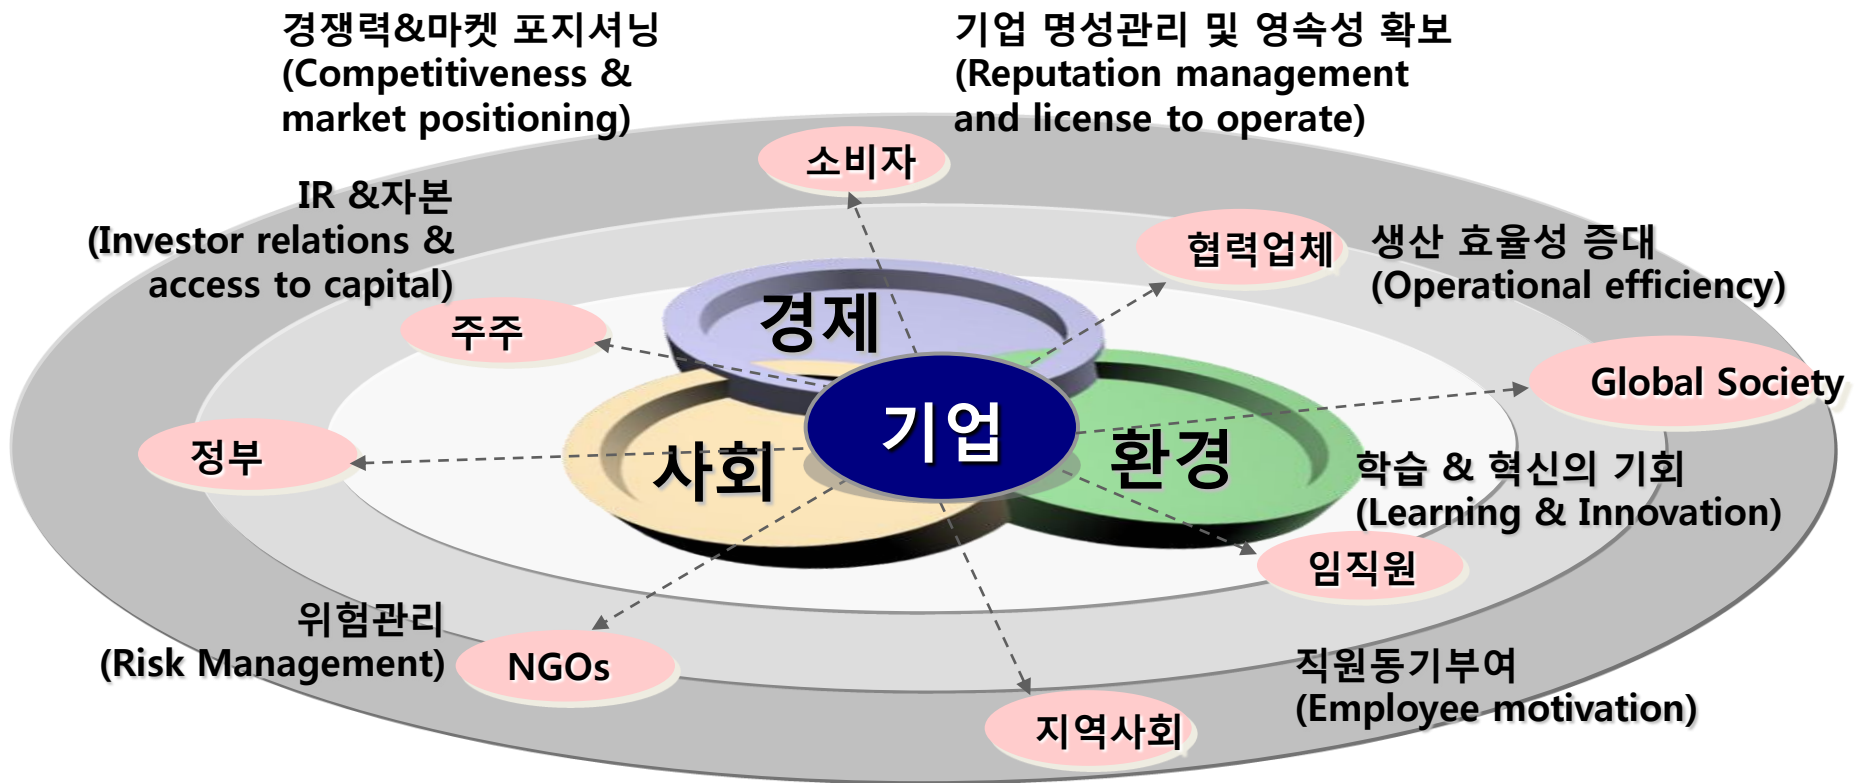 경쟁력&마켓 포지셔닝
(Competitiveness &
market positioning)
기업 명성관리 및 영속성 확보
(Reputation management
and license to operate)
소비자
IR &자본
(Investor relations &
access to capital)
협력업체
생산 효율성 증대
(Operational efficiency)
주주
경제
Global Society
기업
정부
사회
환경
학습 & 혁신의 기회
(Learning & Innovation)
임직원
위험관리
(Risk Management)
NGOs
직원동기부여
(Employee motivation)
지역사회